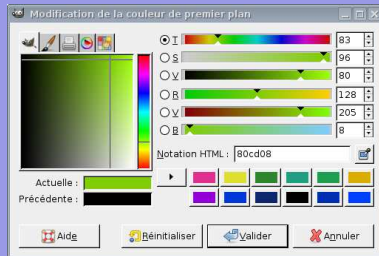 Modification de la couleur de premier plan
T 83
S 96
V 80
R 128
V 205
B 8
Notation HTML : 80cd08
Actuelle :
Précédente :
Aide Réinitialiser Valider Annuler